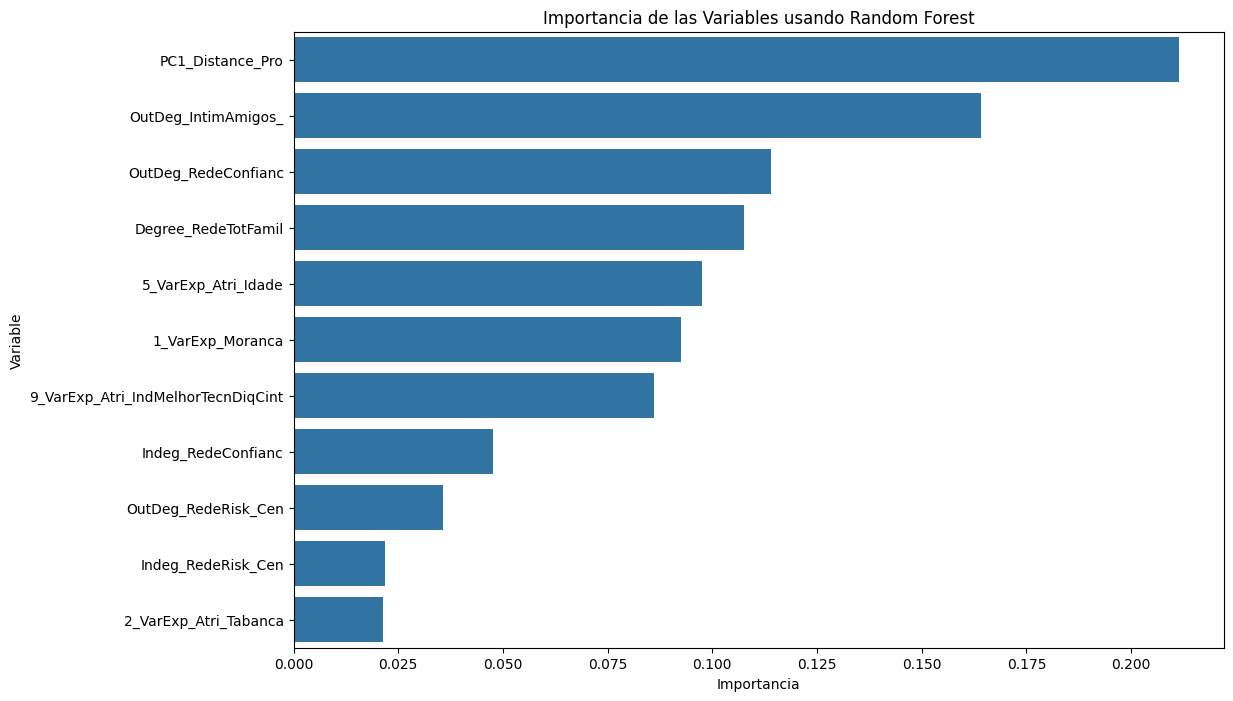 Importancia de las Variables usando Random Forest
Variable
PC1_Distance_Pro
OutDeg_IntimAmigos_
OutDeg_RedeConfianc
Degree_RedeTotFamil
5_VarExp_Atri_Idade
1_VarExp_Moranca
9_VarExp_Atri_IndMelhorTecnDiqCint
Indeg_RedeConfianc
OutDeg_RedeRisk_Cen
Indeg_RedeRisk_Cen
2_VarExp_Atri_Tabanca
0.000 0.025 0.050 0.075 0.100 0.125 0.150 0.175 0.200
Importancia